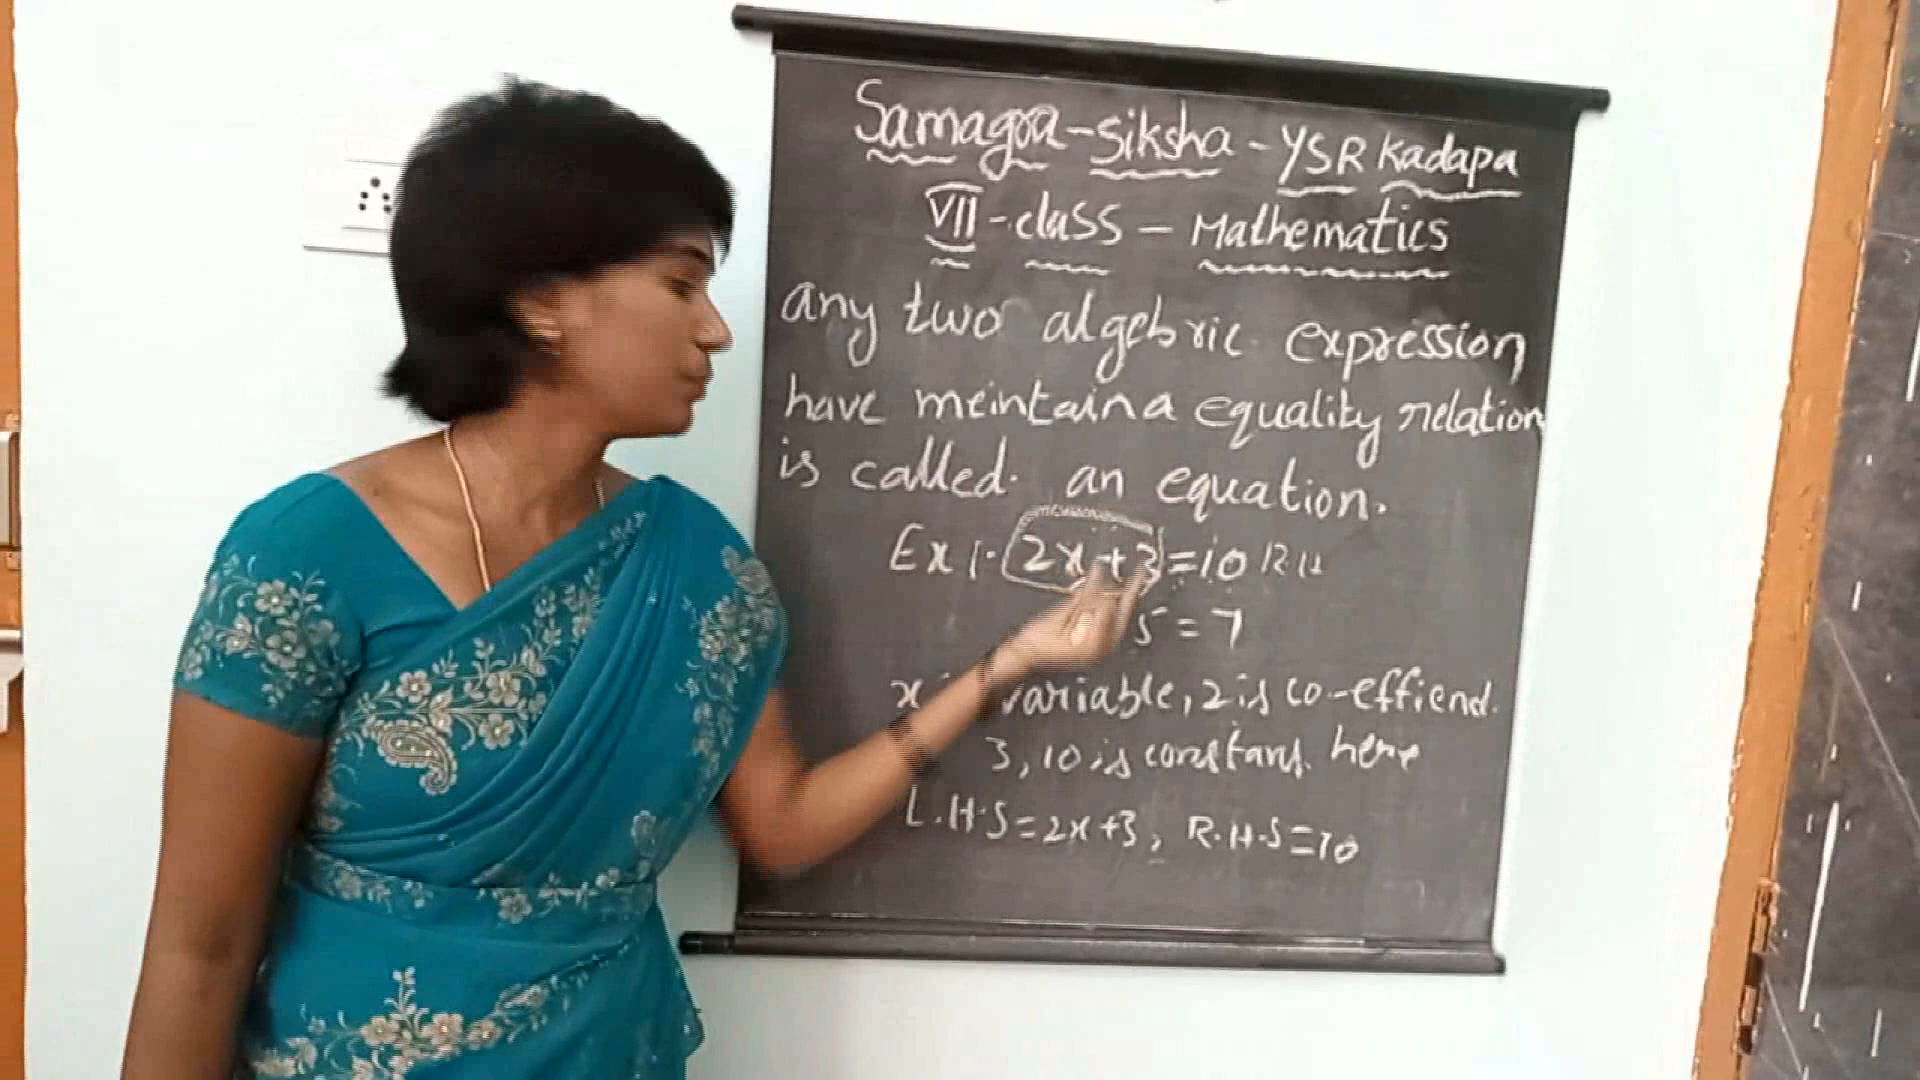 Samagra-Siksha - YSR Kadapa
VII - class - Mathematics
any two algebric expression
have meintain a equality relation
is called an equation.
Ex 1. 2x+3=10 R.H
5=7
x variable, 2 is co-effiend.
3, 10 is constant here
L.H.S=2x+3, R.H.S=10